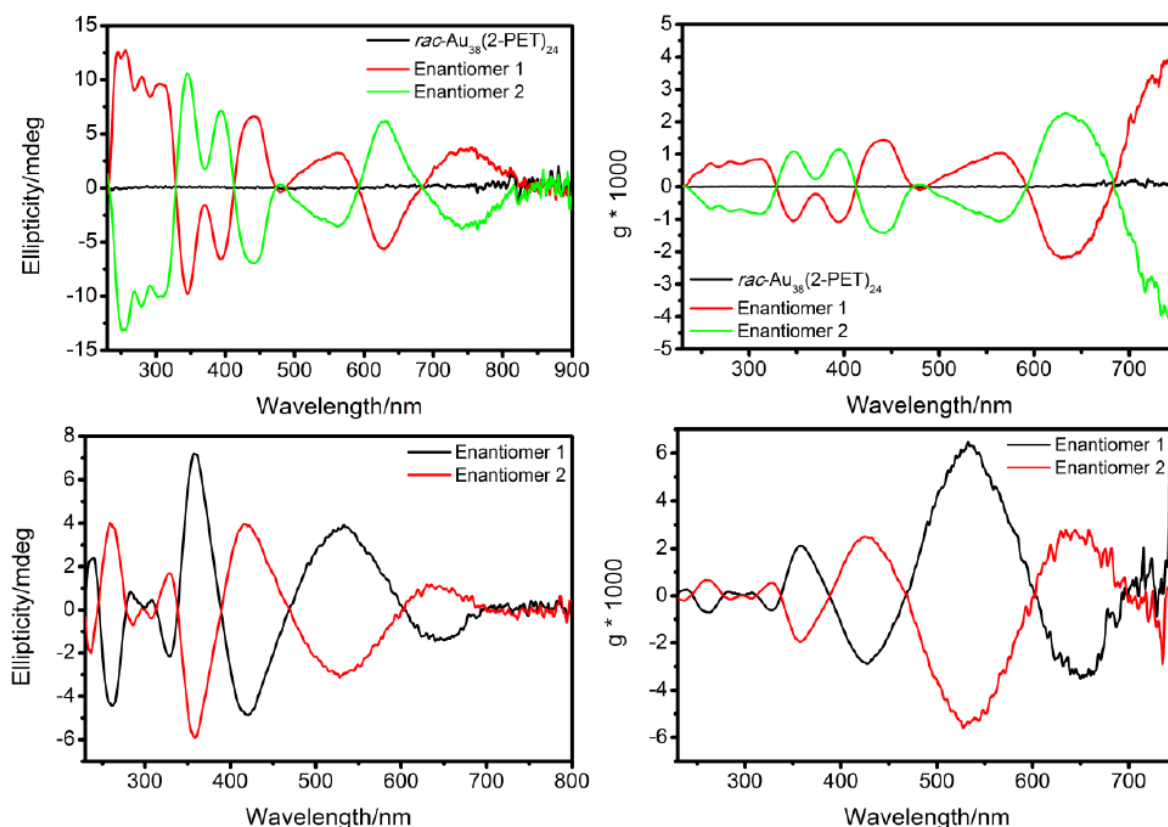 15
10
5
0
-5
-10
-15
Ellipticity/mdeg
rac-Au38(2-PET)24
Enantiomer 1
Enantiomer 2
300 400 500 600 700 800 900
Wavelength/nm
5
4
3
2
1
0
-1
-2
-3
-4
-5
g * 1000
rac-Au38(2-PET)24
Enantiomer 1
Enantiomer 2
300 400 500 600 700
Wavelength/nm
8
6
4
2
0
-2
-4
-6
Ellipticity/mdeg
Enantiomer 1
Enantiomer 2
300 400 500 600 700 800
Wavelength/nm
6
4
2
0
-2
-4
-6
g * 1000
Enantiomer 1
Enantiomer 2
300 400 500 600 700
Wavelength/nm